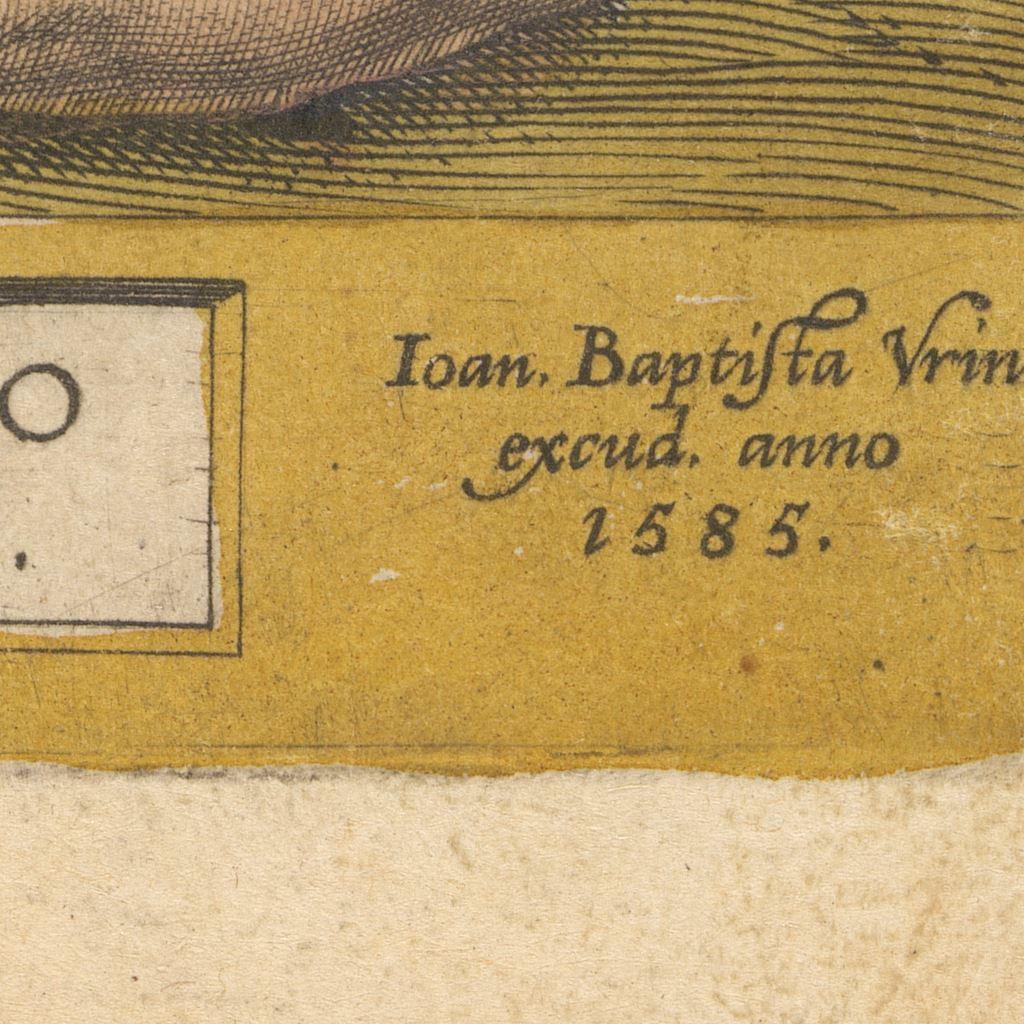 O
.
Ioan. Baptiſta Vrin
excud. anno
1585.